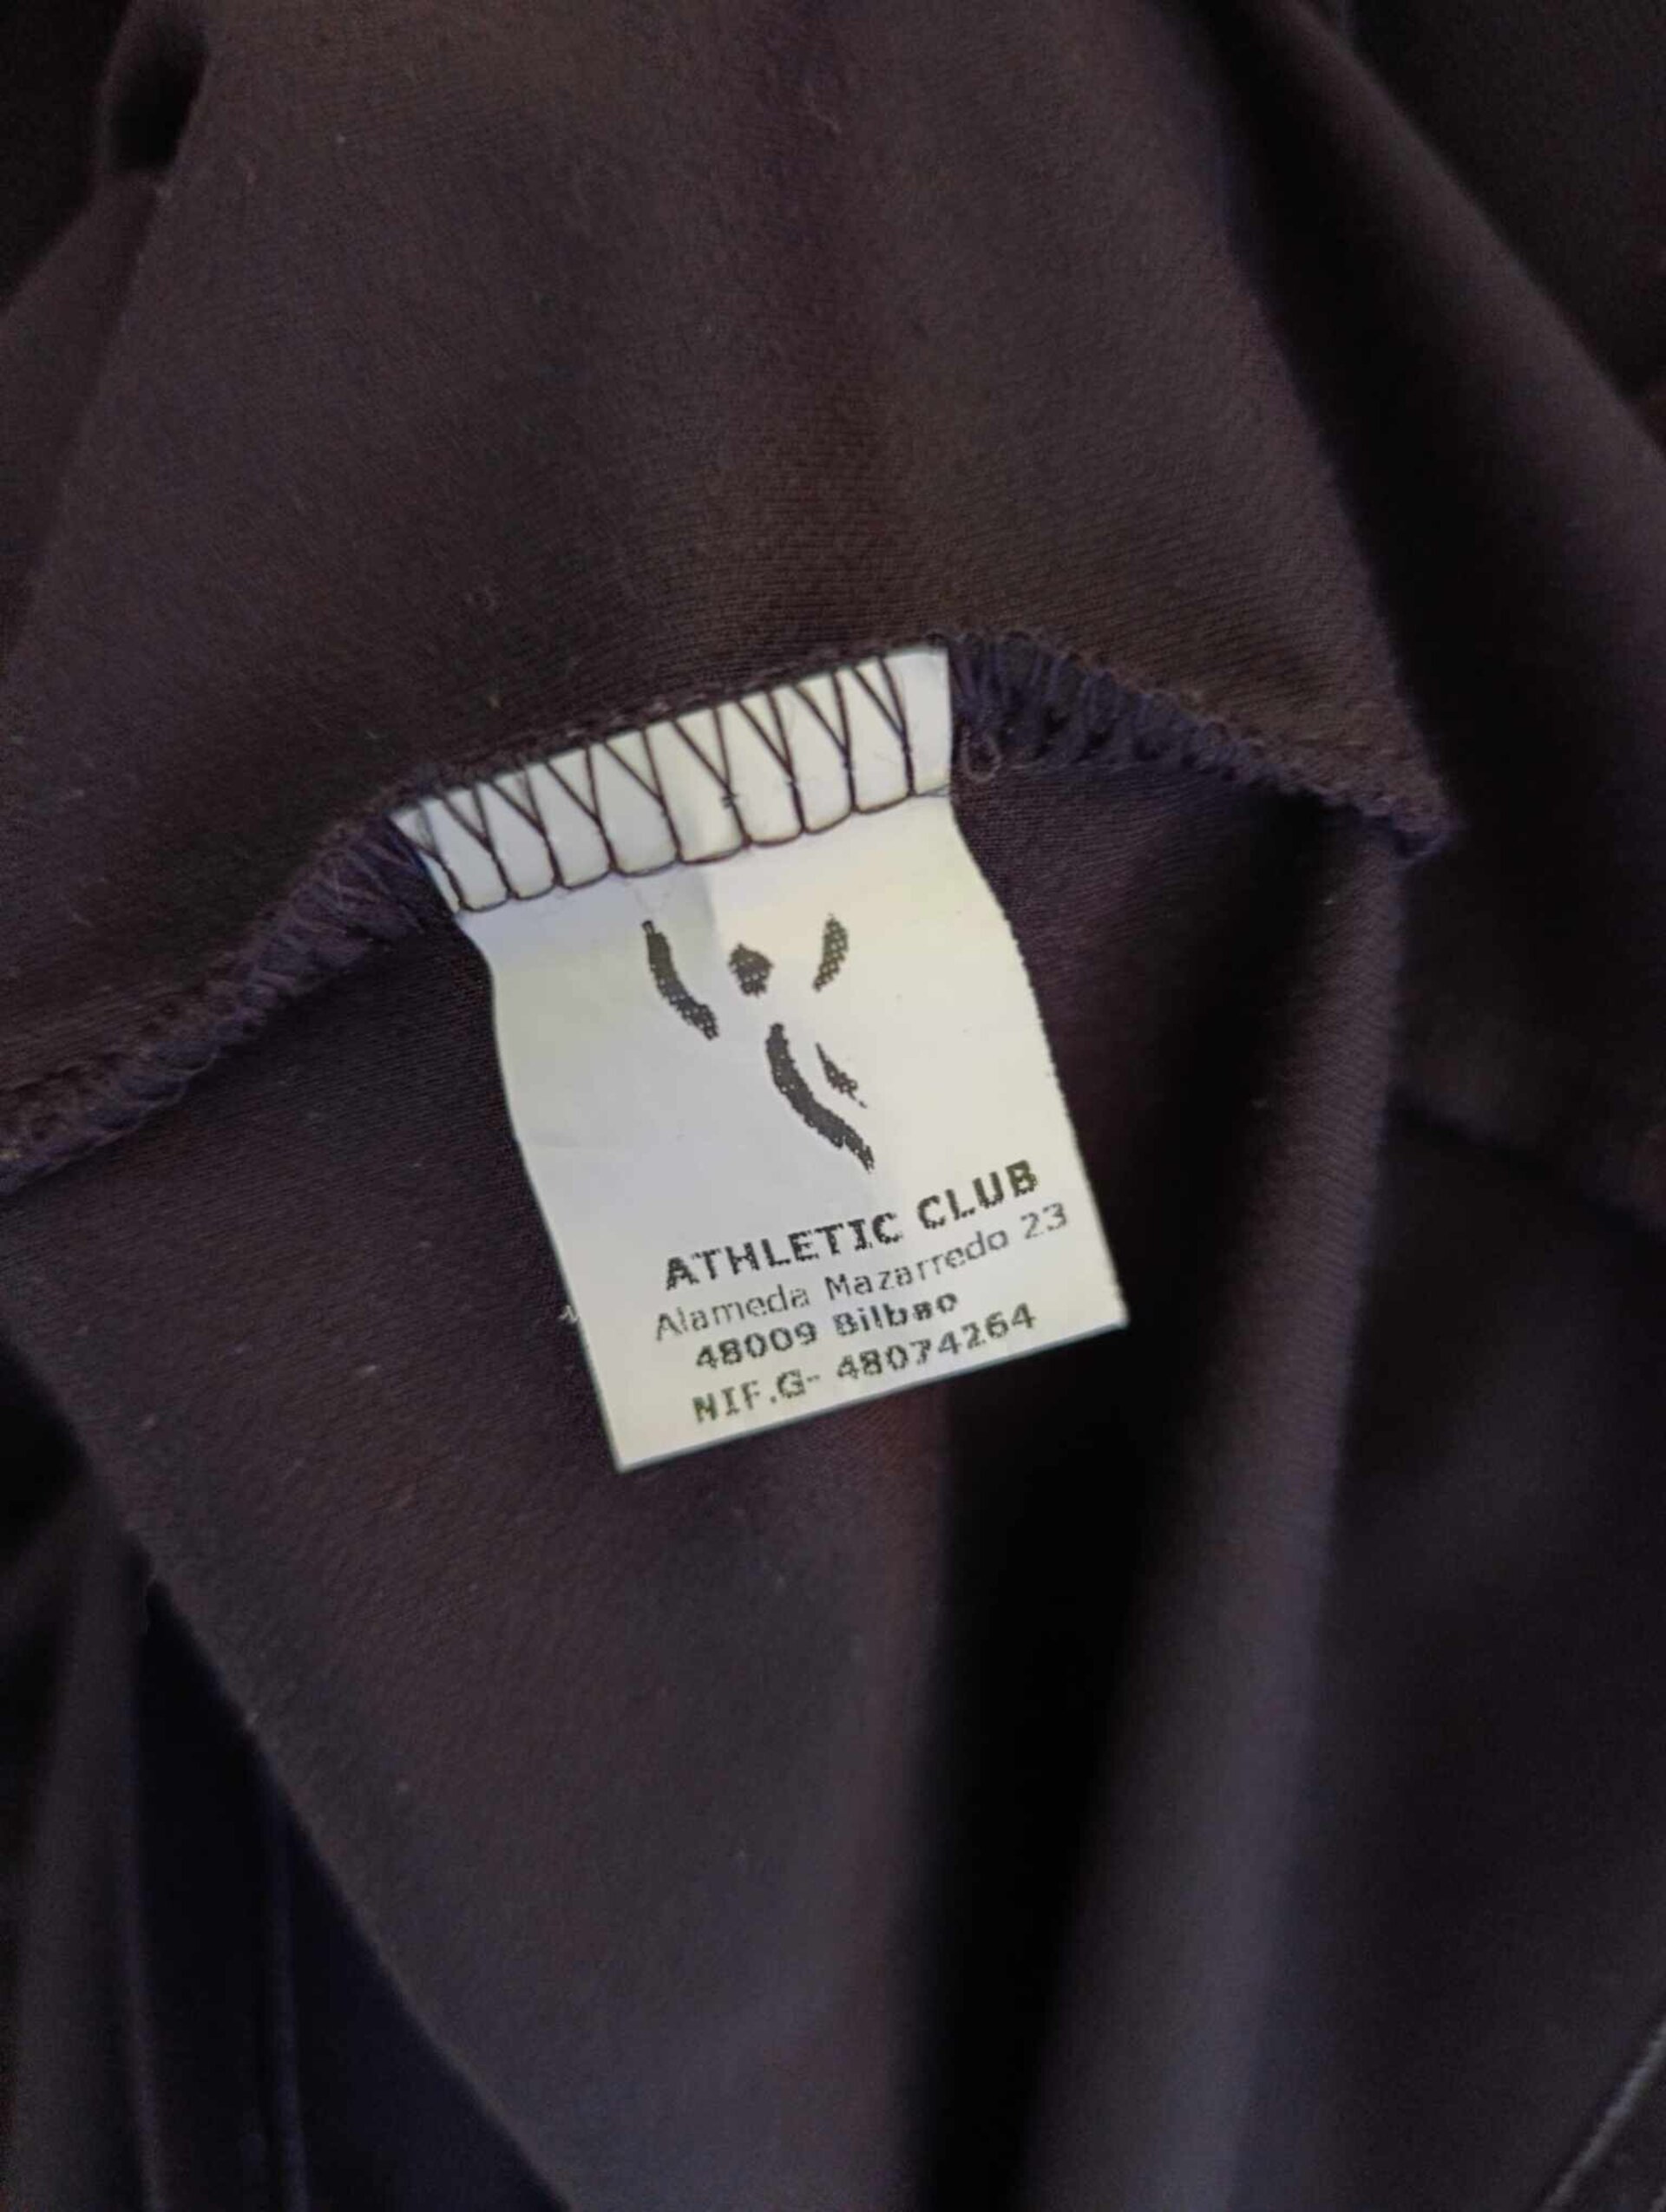 ATHLETIC CLUB
Alameda Mazarredo 23
48009 Bilbao
NIF.G- 48074264